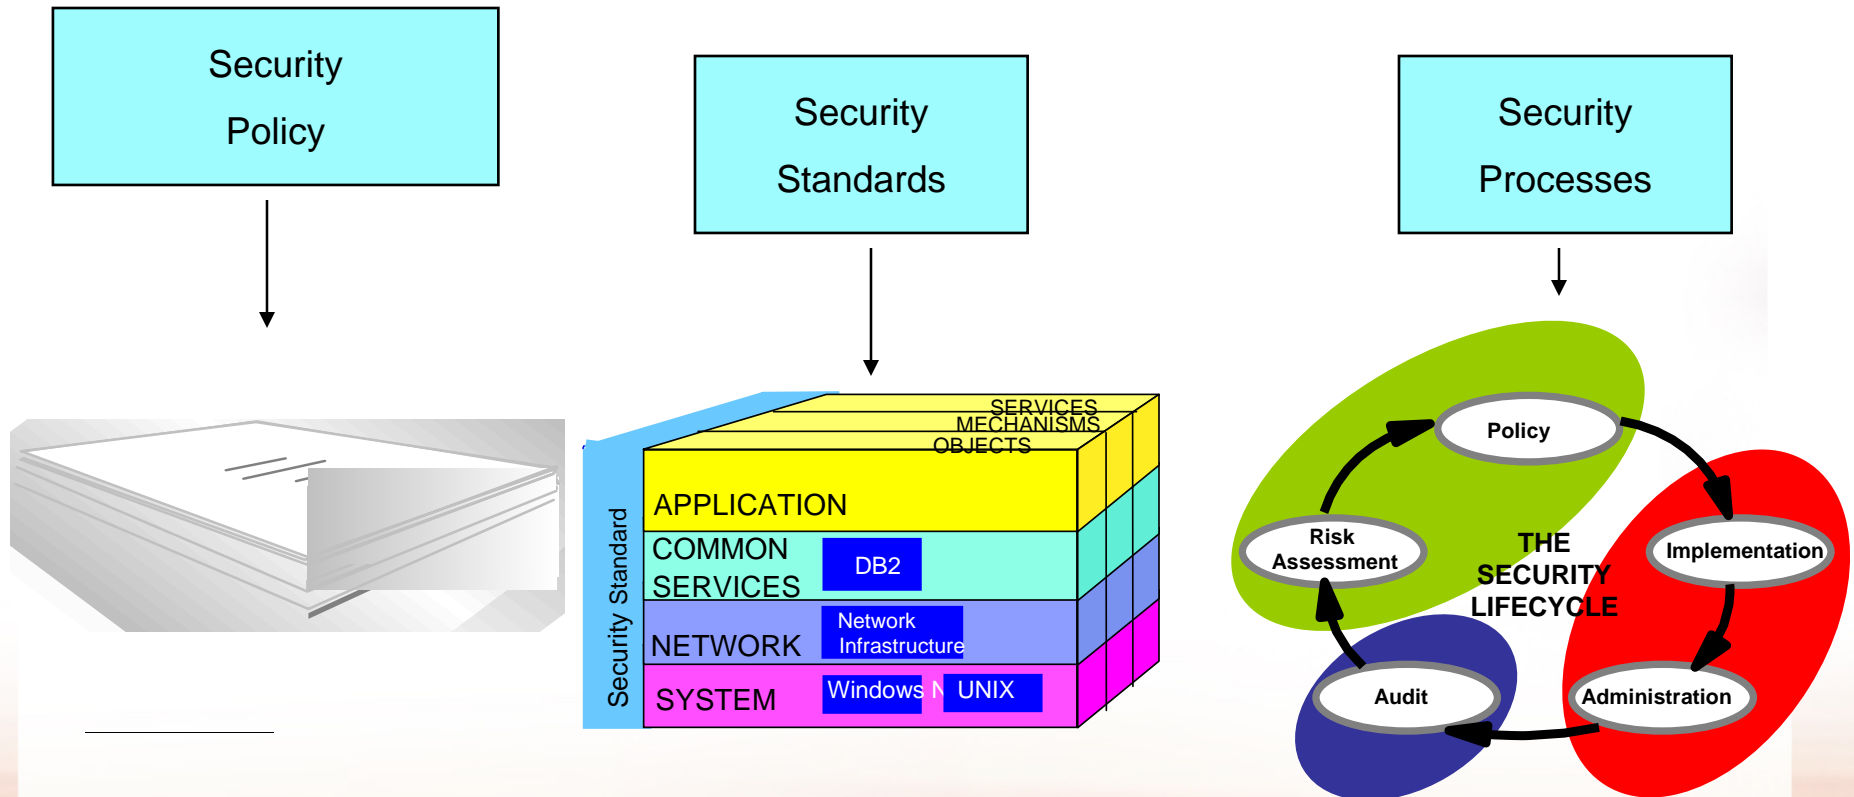 Security
Policy
Security
Standards
Security
Processes
SERVICES
MECHANISMS
OBJECTS
APPLICATION
COMMON
SERVICES
DB2
NETWORK
Network
Infrastructure
SYSTEM
Windows N
UNIX
Security Standard
Policy
Risk
Assessment
THE
SECURITY
LIFECYCLE
Implementation
Audit
Administration